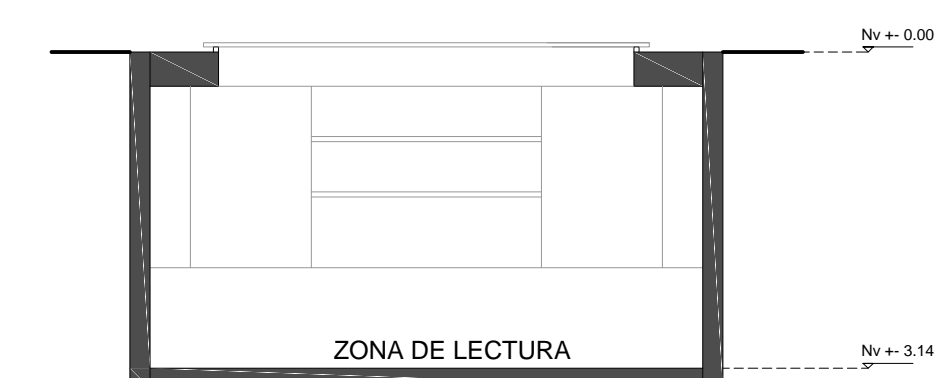 Nv +- 0.00
ZONA DE LECTURA
Nv +- 3.14